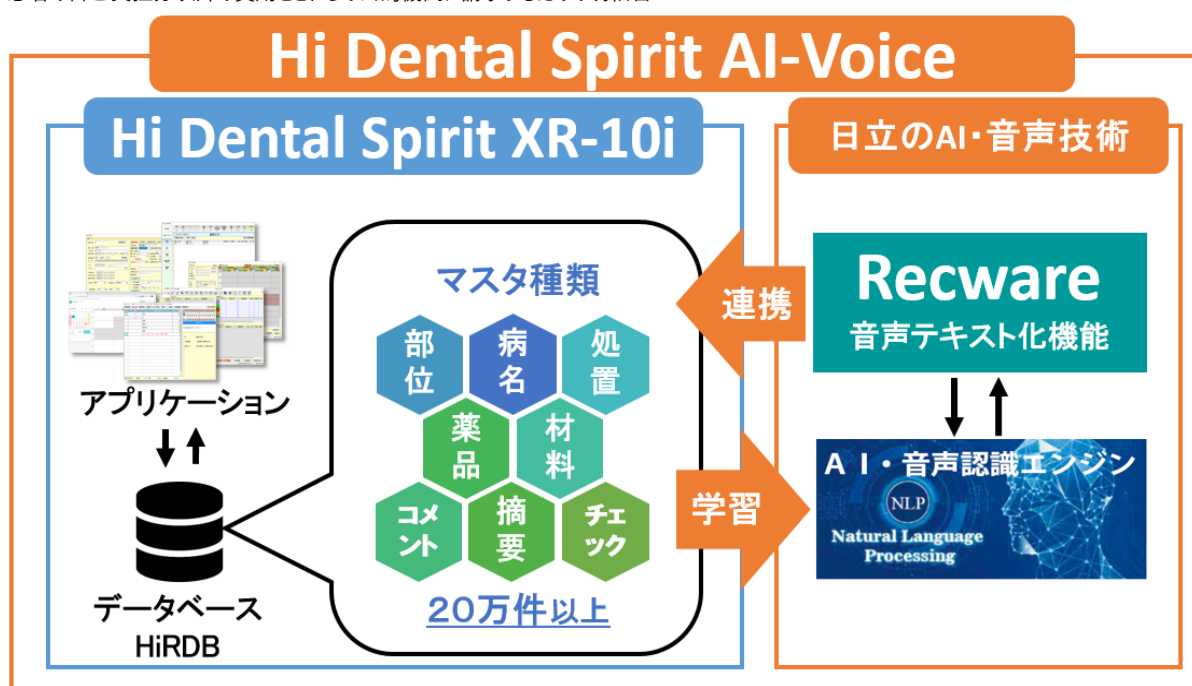 Hi Dental Spirit AI-Voice
Hi Dental Spirit XR-10i
日立のAI・音声技術
アプリケーション
データベース
HiRDB
マスタ種類
部位
病名
処置
薬品
材料
コメント
摘要
チェック
20万件以上
連携
学習
Recware
音声テキスト化機能
AI・音声認識エンジン
NLP
Natural Language
Processing